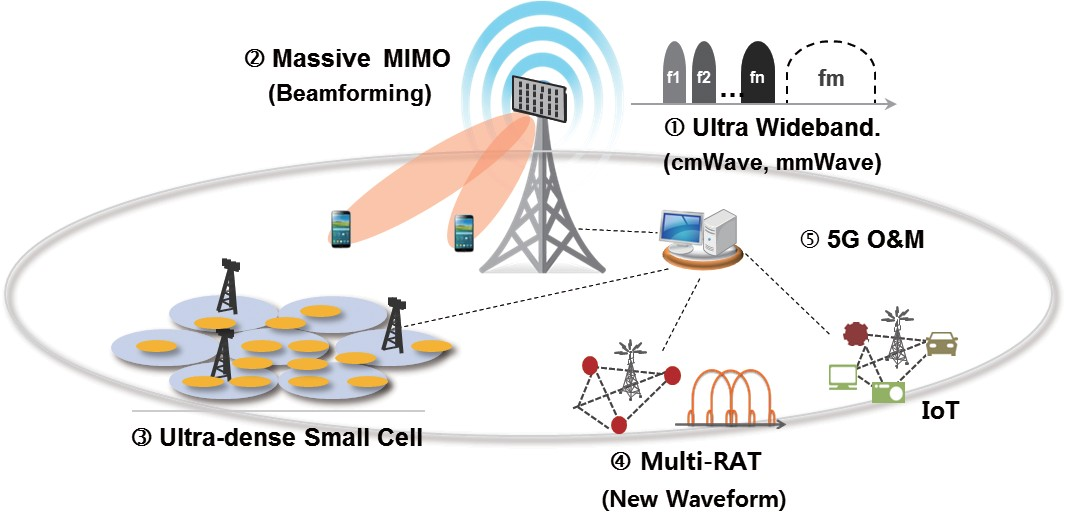 ② Massive MIMO
(Beamforming)
f1 f2 ... fn fm
① Ultra Wideband.
(cmWave, mmWave)
⑤ 5G O&M
③ Ultra-dense Small Cell
IoT
④ Multi-RAT
(New Waveform)